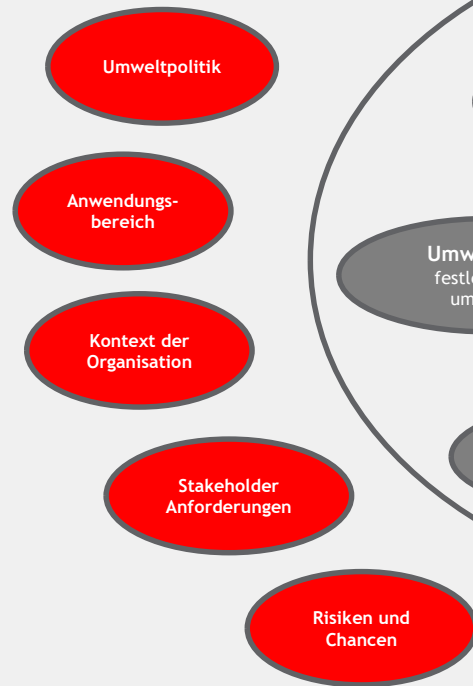 Umweltpolitik
Anwendungs-
bereich
Kontext der
Organisation
Stakeholder
Anforderungen
Risiken und
Chancen